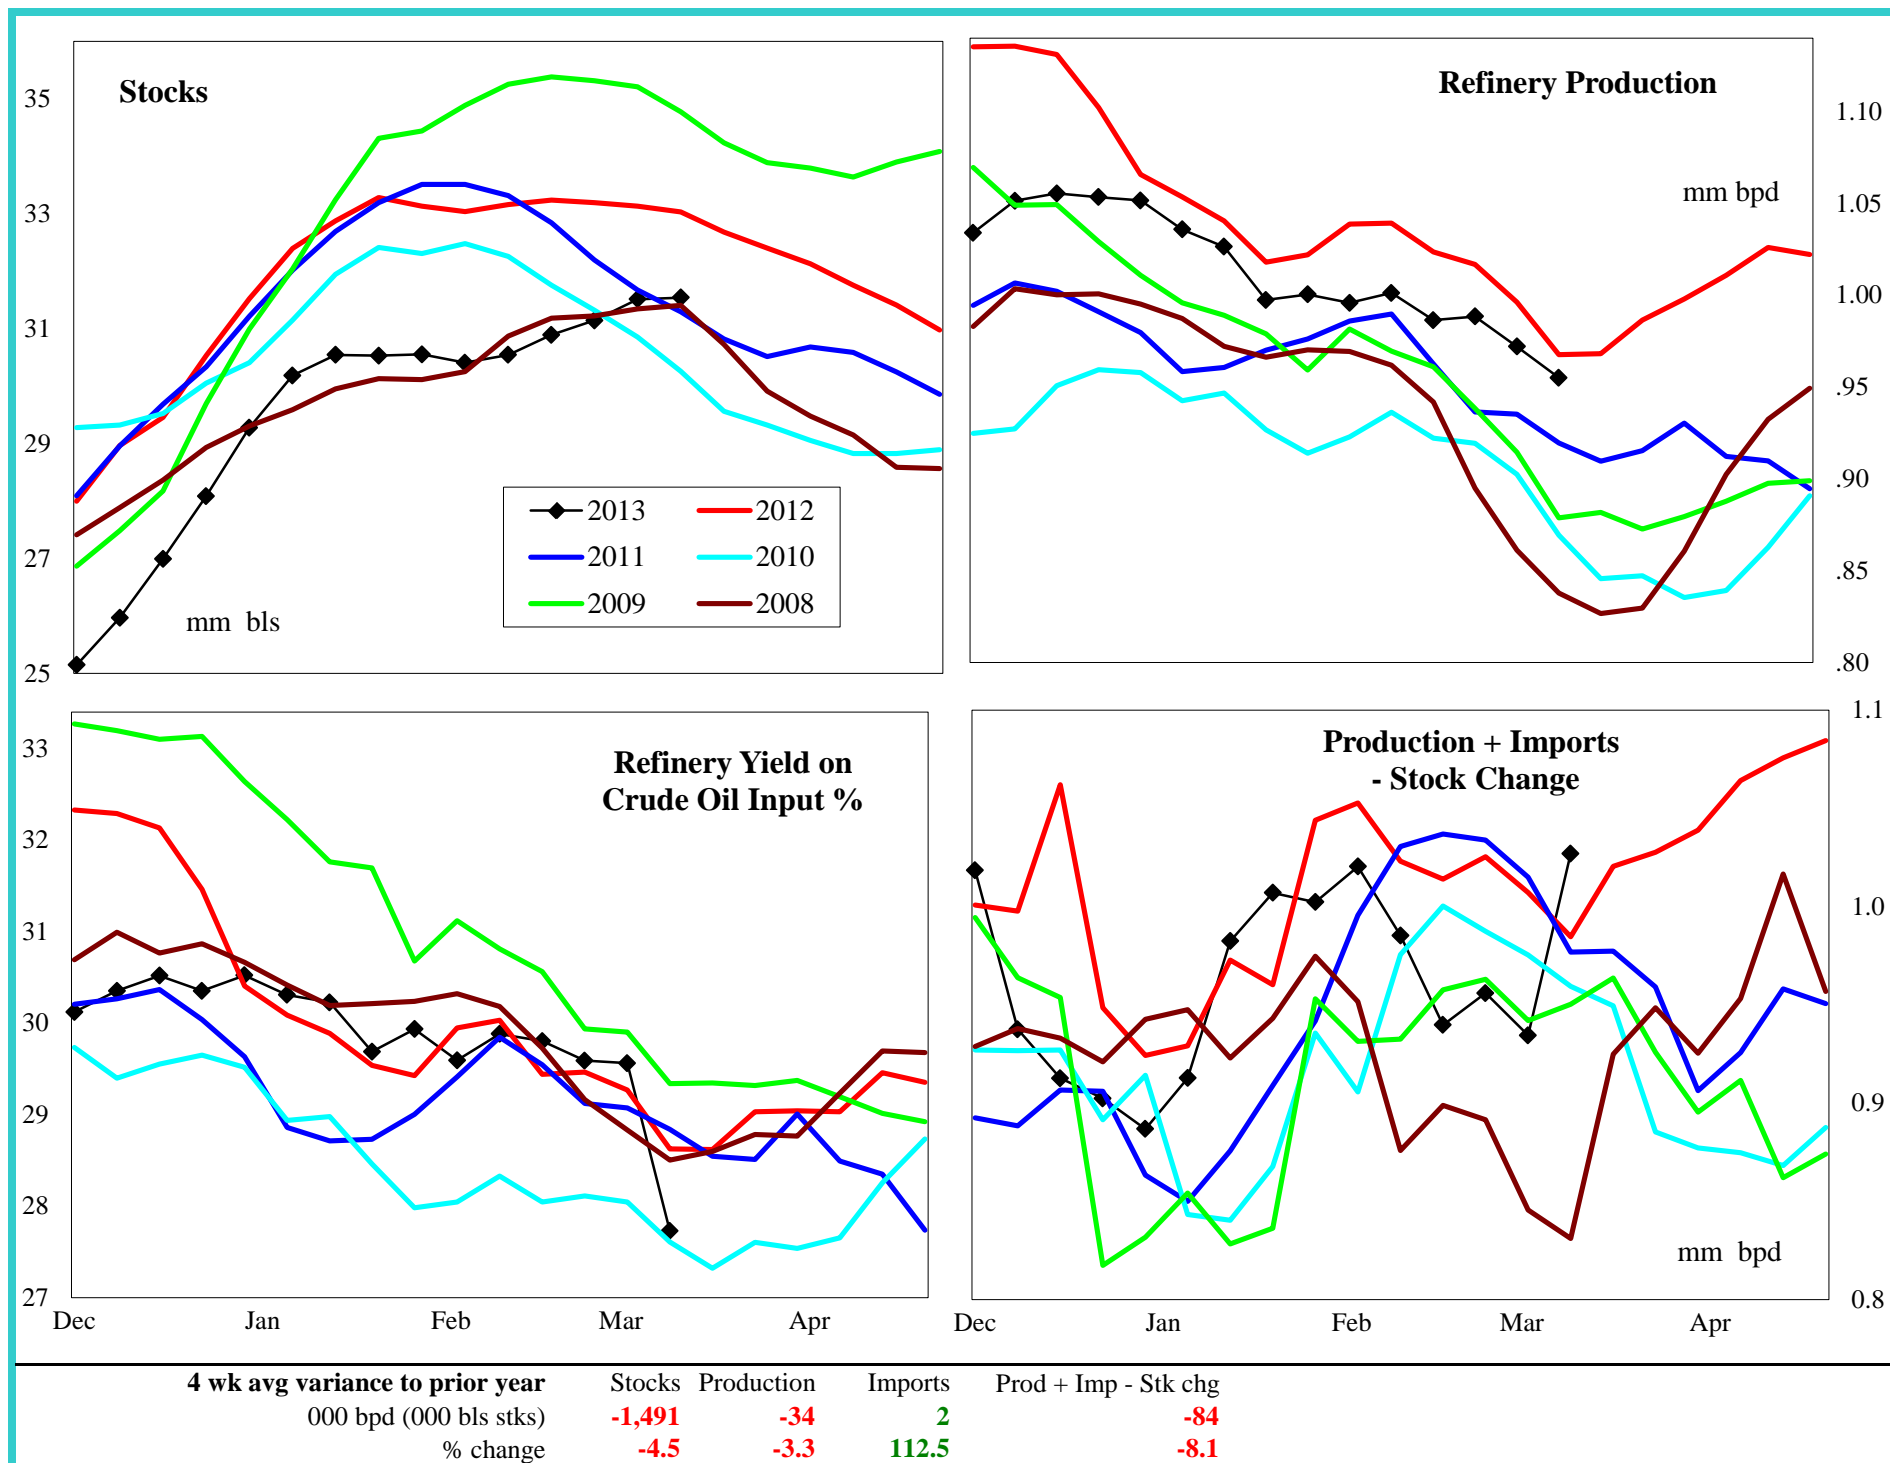 Stocks
35
33
31
29
27
25
mm bls
2013
2012
2011
2010
2009
2008
Refinery Production
mm bpd
1.10
1.05
1.00
.95
.90
.85
.80
Refinery Yield on
Crude Oil Input %
33
32
31
30
29
28
27
Dec Jan Feb Mar Apr
Production + Imports
- Stock Change
1.1
1.0
0.9
0.8
mm bpd
Dec Jan Feb Mar Apr
4 wk avg variance to prior year Stocks Production Imports Prod + Imp - Stk chg
000 bpd (000 bls stks) -1,491 -34 2 -84
% change -4.5 -3.3 112.5 -8.1